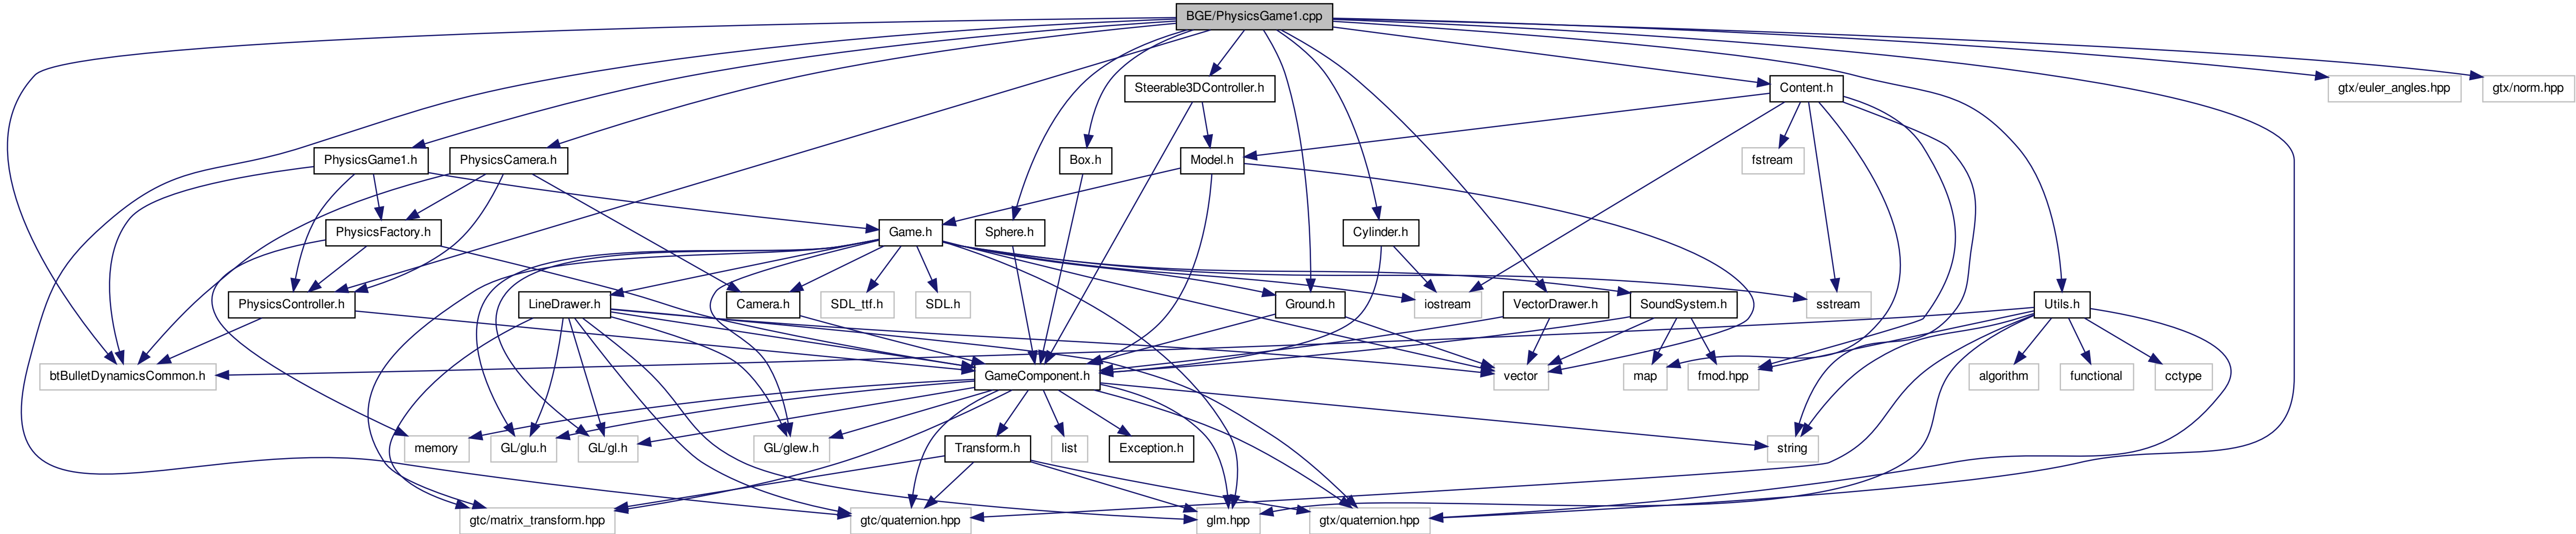 BGE/PhysicsGame1.cpp
Steerable3DController.h
Content.h
gtx/euler_angles.hpp
gtx/norm.hpp
PhysicsGame1.h
PhysicsCamera.h
Box.h
Model.h
fstream
PhysicsFactory.h
Game.h
Sphere.h
Cylinder.h
PhysicsController.h
LineDrawer.h
Camera.h
SDL_ttf.h
SDL.h
Ground.h
iostream
VectorDrawer.h
SoundSystem.h
sstream
Utils.h
btBulletDynamicsCommon.h
GameComponent.h
vector
map
fmod.hpp
algorithm
functional
cctype
memory
GL/glu.h
GL/gl.h
GL/glew.h
Transform.h
list
Exception.h
string
gtc/matrix_transform.hpp
gtc/quaternion.hpp
glm.hpp
gtx/quaternion.hpp